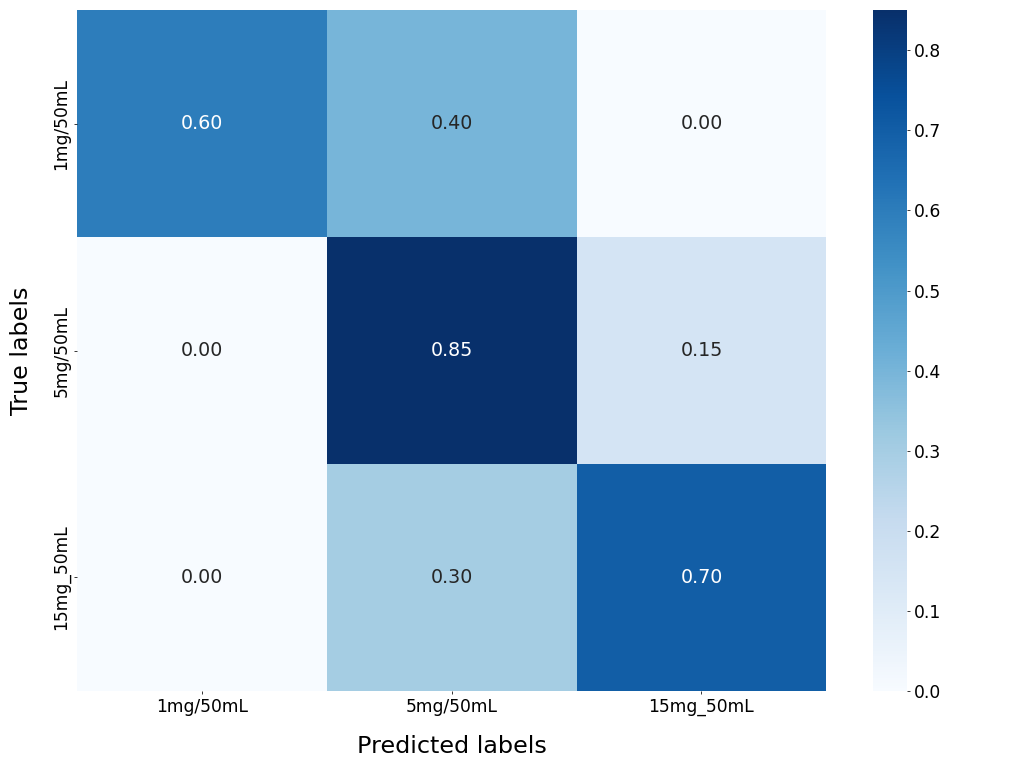 True labels
1mg/50mL
0.60 0.40 0.00
5mg/50mL
0.00 0.85 0.15
15mg_50mL
0.00 0.30 0.70
1mg/50mL 5mg/50mL 15mg_50mL
Predicted labels
0.8
0.7
0.6
0.5
0.4
0.3
0.2
0.1
0.0